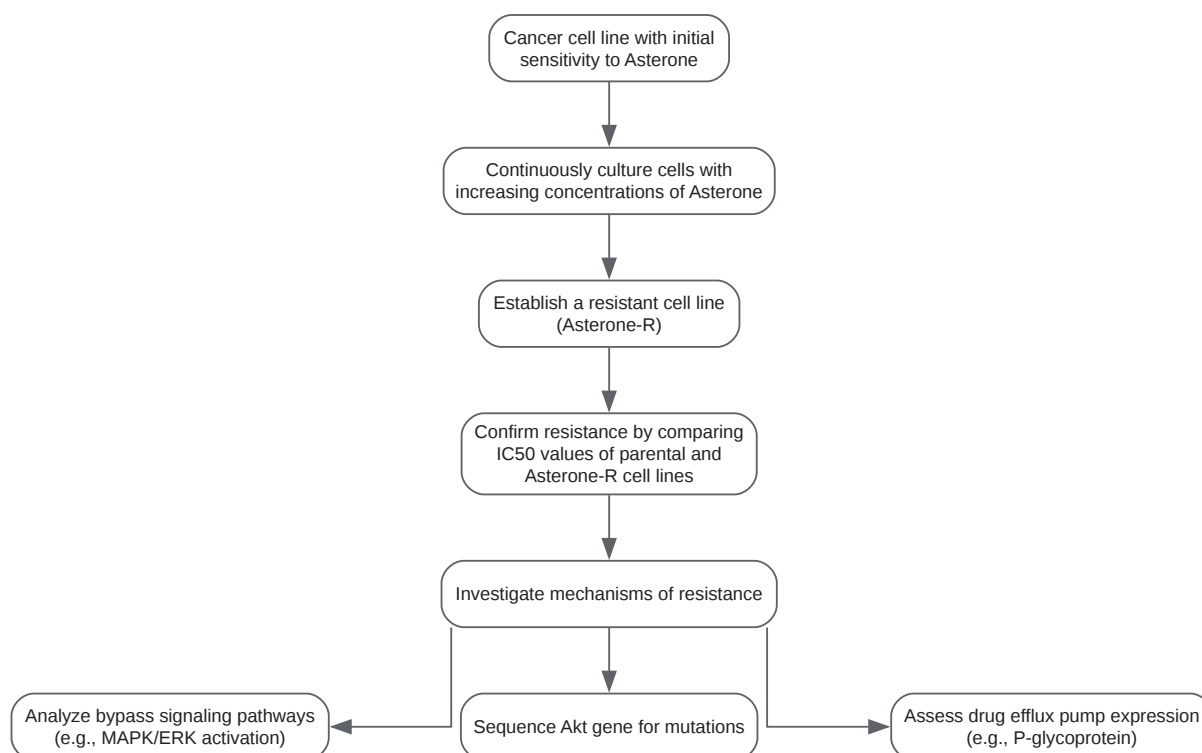 Cancer cell line with initial
sensitivity to Asterone
Continuously culture cells with
increasing concentrations of Asterone
Establish a resistant cell line
(Asterone-R)
Confirm resistance by comparing
IC50 values of parental and
Asterone-R cell lines
Investigate mechanisms of resistance
Analyze bypass signaling pathways
(e.g., MAPK/ERK activation)
Sequence Akt gene for mutations
Assess drug efflux pump expression
(e.g., P-glycoprotein)